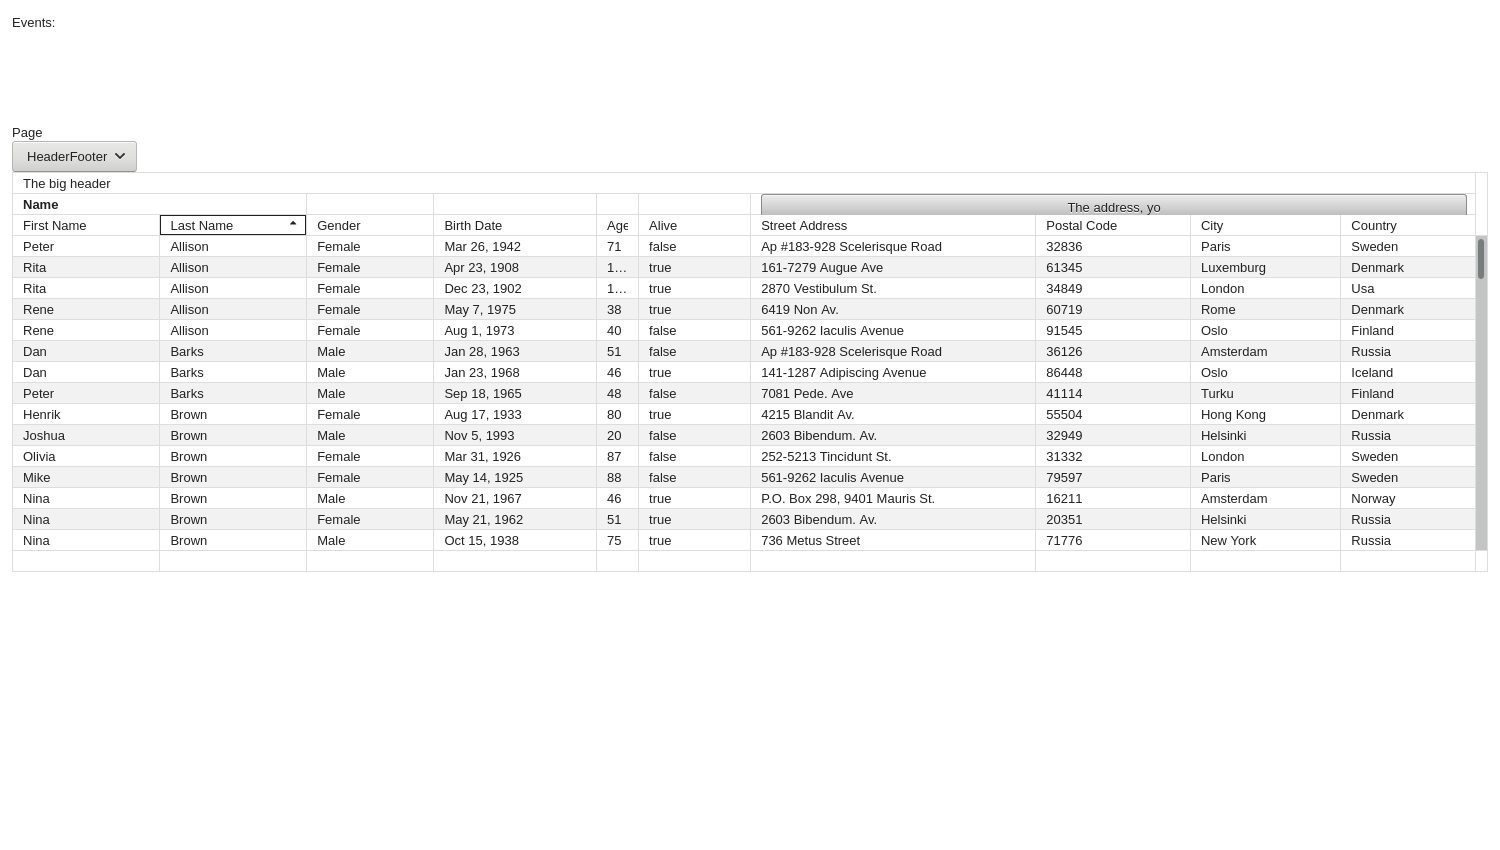 Events:
Page
HeaderFooter
The big header
Name The address, yo
First Name Last Name Gender Birth Date Age Alive Street Address Postal Code City Country
Peter Allison Female Mar 26, 1942 71 false Ap #183-928 Scelerisque Road 32836 Paris Sweden
Rita Allison Female Apr 23, 1908 1… true 161-7279 Augue Ave 61345 Luxemburg Denmark
Rita Allison Female Dec 23, 1902 1… true 2870 Vestibulum St. 34849 London Usa
Rene Allison Female May 7, 1975 38 true 6419 Non Av. 60719 Rome Denmark
Rene Allison Female Aug 1, 1973 40 false 561-9262 Iaculis Avenue 91545 Oslo Finland
Dan Barks Male Jan 28, 1963 51 false Ap #183-928 Scelerisque Road 36126 Amsterdam Russia
Dan Barks Male Jan 23, 1968 46 true 141-1287 Adipiscing Avenue 86448 Oslo Iceland
Peter Barks Male Sep 18, 1965 48 false 7081 Pede. Ave 41114 Turku Finland
Henrik Brown Female Aug 17, 1933 80 true 4215 Blandit Av. 55504 Hong Kong Denmark
Joshua Brown Male Nov 5, 1993 20 false 2603 Bibendum. Av. 32949 Helsinki Russia
Olivia Brown Female Mar 31, 1926 87 false 252-5213 Tincidunt St. 31332 London Sweden
Mike Brown Female May 14, 1925 88 false 561-9262 Iaculis Avenue 79597 Paris Sweden
Nina Brown Male Nov 21, 1967 46 true P.O. Box 298, 9401 Mauris St. 16211 Amsterdam Norway
Nina Brown Female May 21, 1962 51 true 2603 Bibendum. Av. 20351 Helsinki Russia
Nina Brown Male Oct 15, 1938 75 true 736 Metus Street 71776 New York Russia